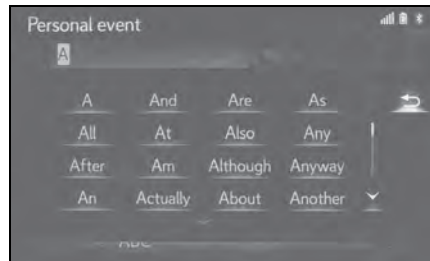 Personal event
A
A And Are As
All At Also Any
After Am Although Anyway
An Actually About Another